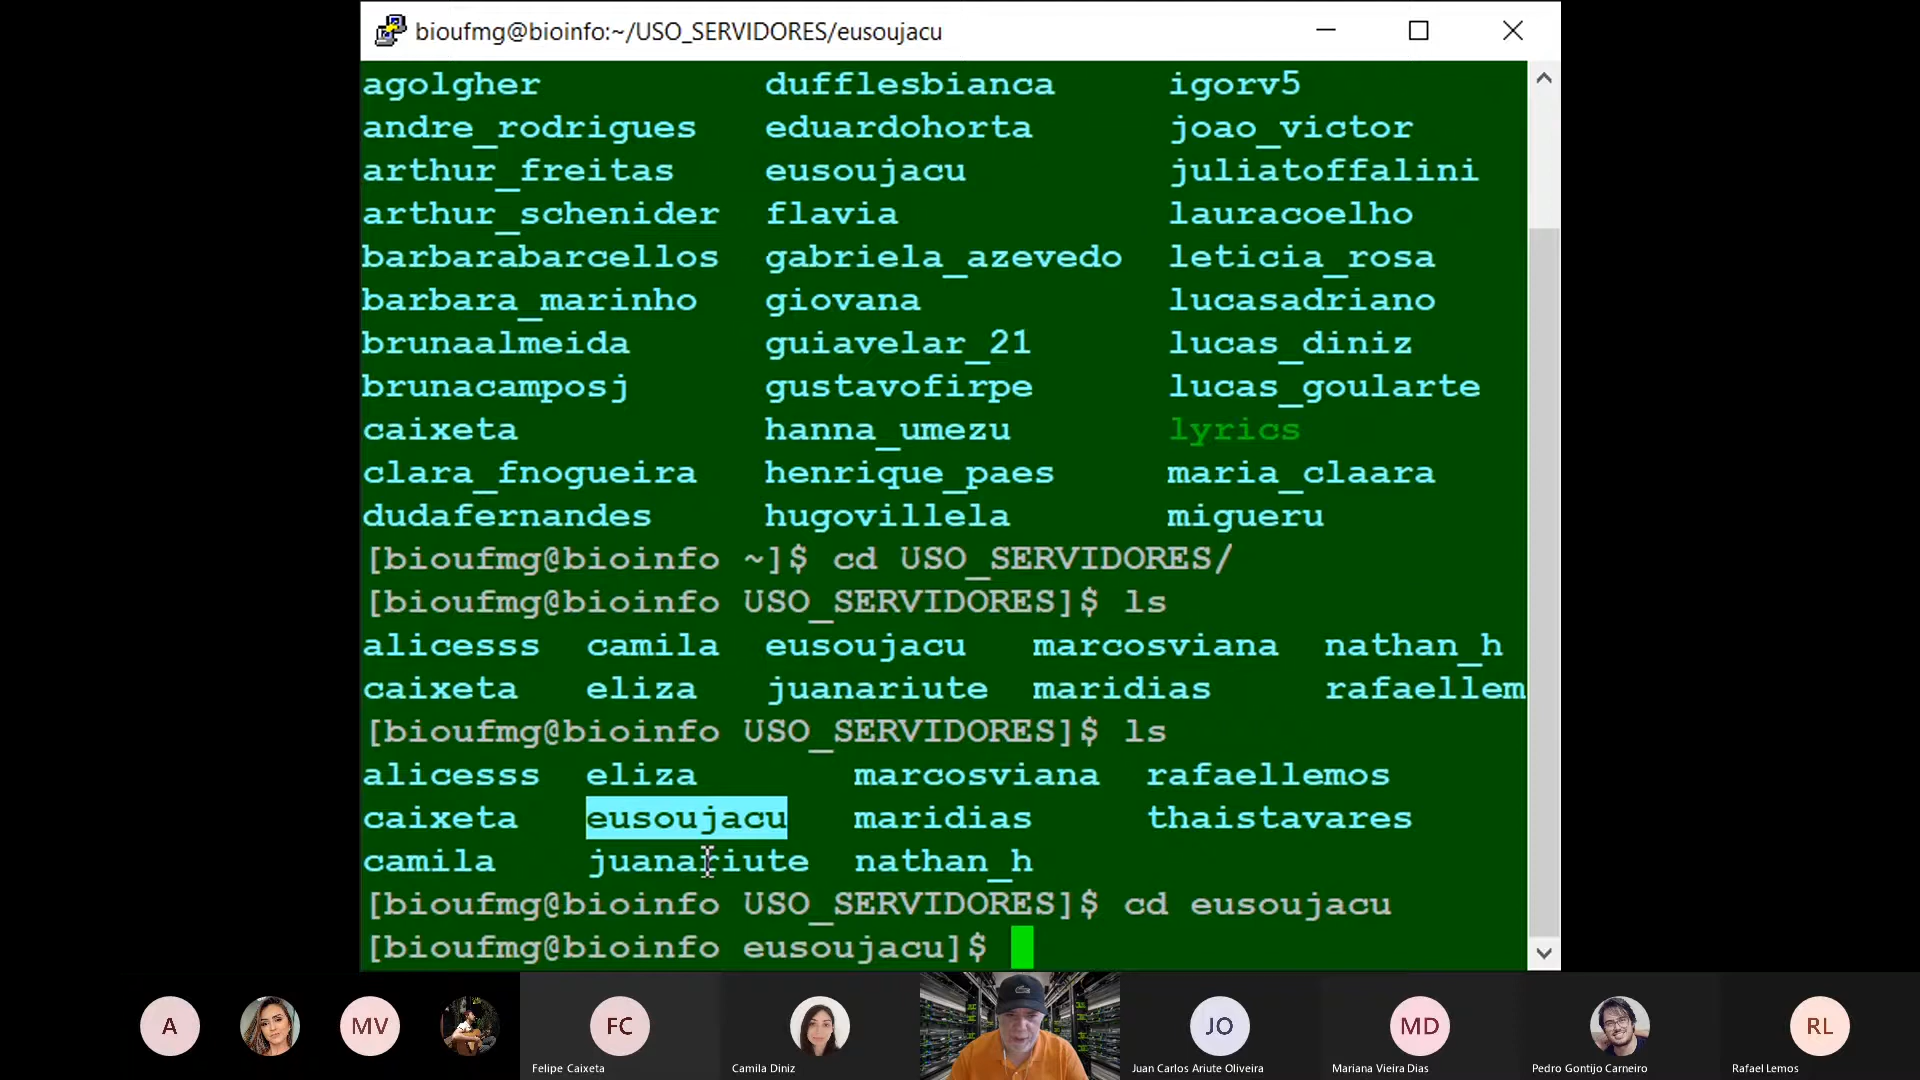 bioufmg@bioinfo:~/USO_SERVIDORES/eusoujacu
agolgher dufflesbianca igorv5
andre_rodrigues eduardohorta joao_victor
arthur_freitas eusoujacu juliatoffalini
arthur_schenider flavia lauracoelho
barbarabarcellos gabriela_azevedo leticia_rosa
barbara_marinho giovana lucasadriano
brunaalmeida guiavelar_21 lucas_diniz
brunacamposj gustavofirpe lucas_goularte
caixeta hanna_umezu lyrics
clara_fnogueira henrique_paes maria_claara
dudafernandes hugovillela migueru
[bioufmg@bioinfo ~]$ cd USO_SERVIDORES/
[bioufmg@bioinfo USO_SERVIDORES]$ ls
alicesss camila eusoujacu marcosviana nathan_h
caixeta eliza juanariute maridias rafaellem
[bioufmg@bioinfo USO_SERVIDORES]$ ls
alicesss eliza marcosviana rafaellemos
caixeta eusoujacu maridias thaistavares
camila juanariute nathan_h
[bioufmg@bioinfo USO_SERVIDORES]$ cd eusoujacu
[bioufmg@bioinfo eusoujacu]$
A MV FC JO MD RL
Felipe Caixeta Camila Diniz Juan Carlos Ariute Oliveira Mariana Vieira Dias Pedro Gontijo Carneiro Rafael Lemos